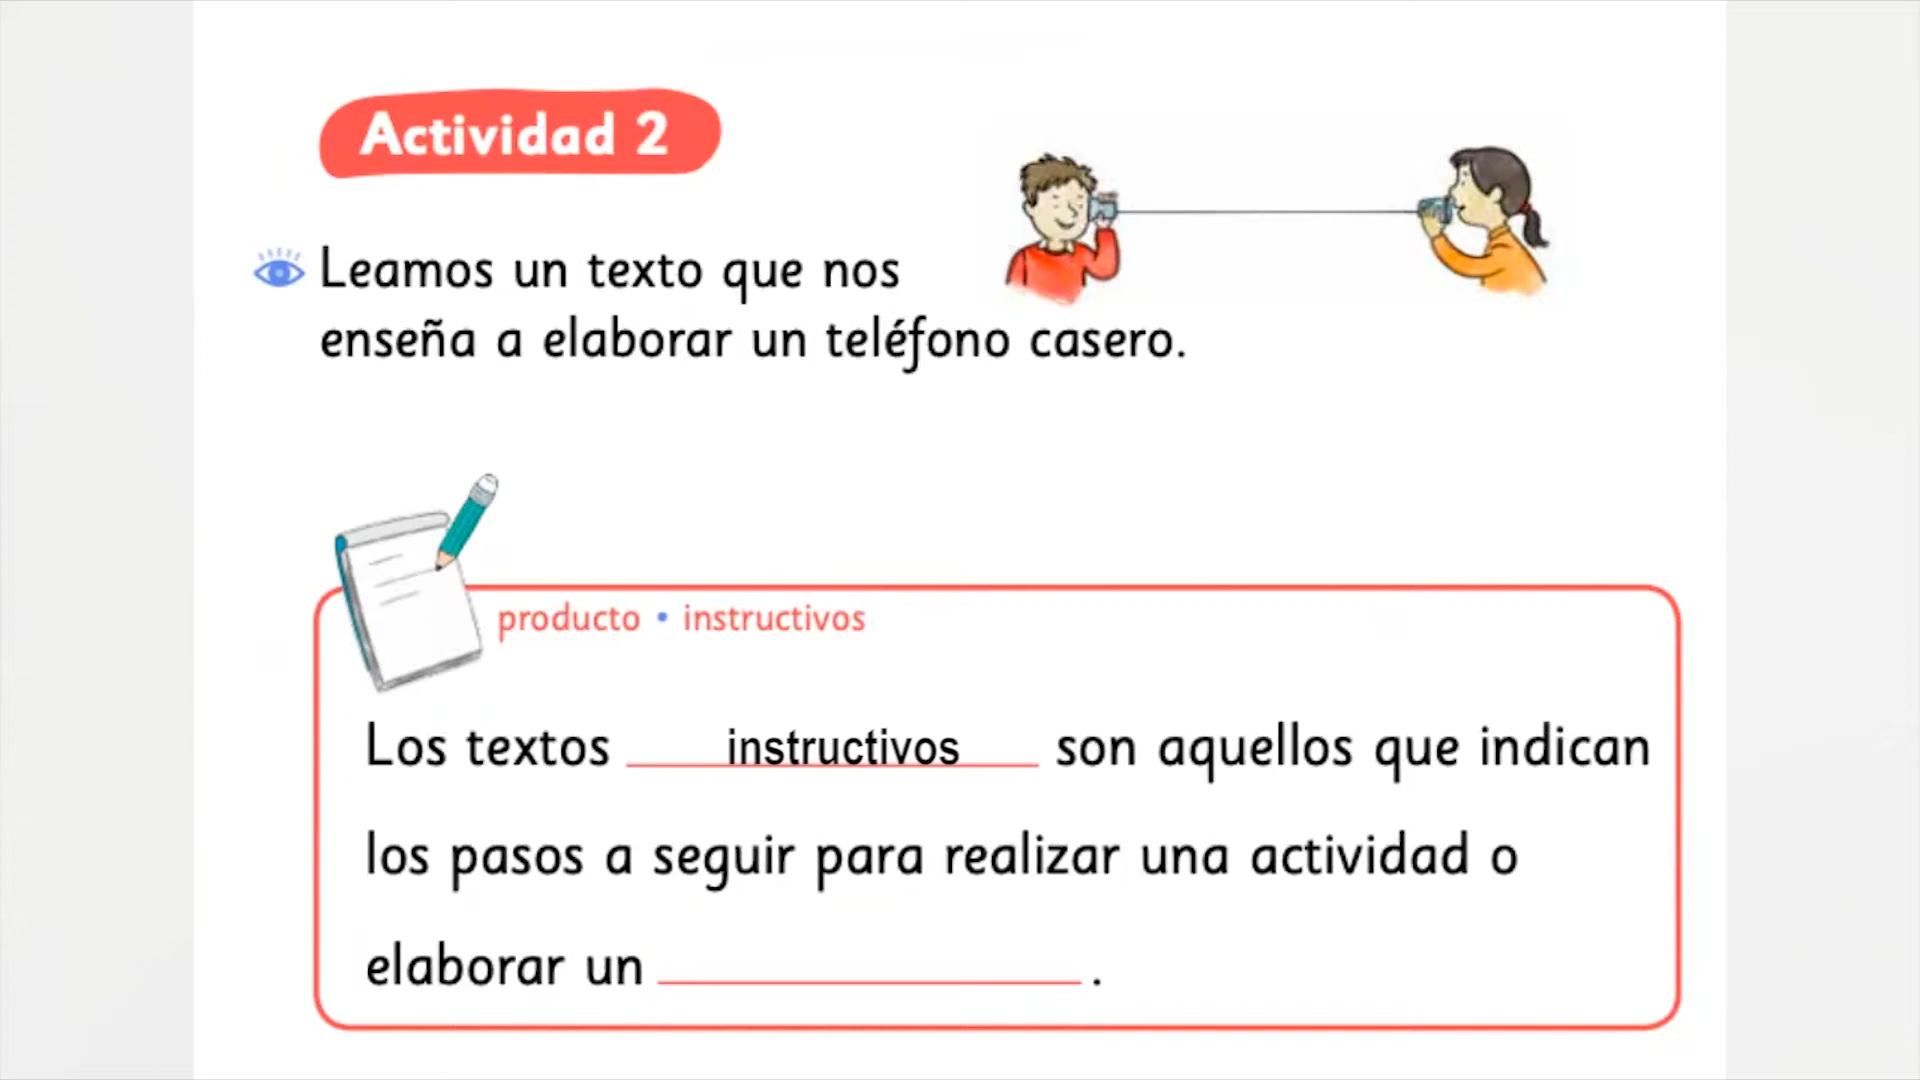 Actividad 2
Leamos un texto que nos
enseña a elaborar un teléfono casero.
producto • instructivos
Los textos instructivos son aquellos que indican
los pasos a seguir para realizar una actividad o
elaborar un ____________ .